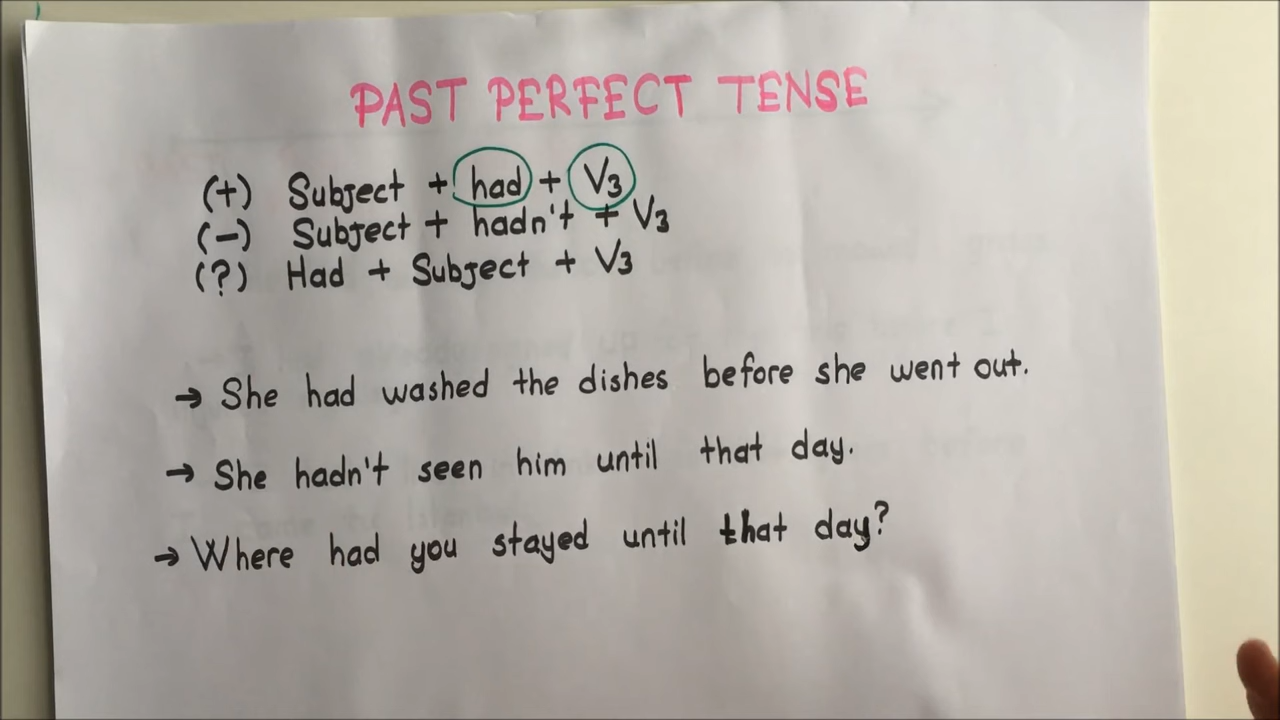 PAST PERFECT TENSE
(+) Subject + had + V3
(-) Subject + hadn't + V3
(?) Had + Subject + V3
→ She had washed the dishes before she went out.
→ She hadn't seen him until that day.
→ Where had you stayed until that day?